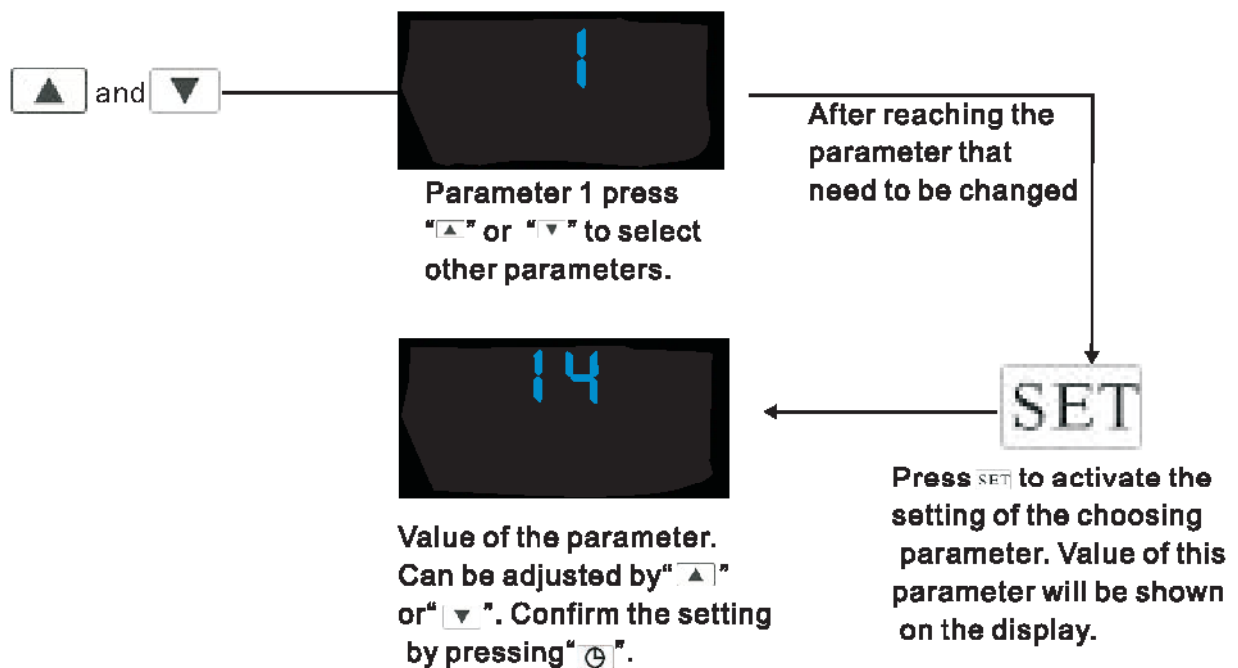 ▲ and ▼
1
Parameter 1 press
“▲” or “▼” to select
other parameters.
After reaching the
parameter that
need to be changed
SET
Press SET to activate the
setting of the choosing
parameter. Value of this
parameter will be shown
on the display.
14
Value of the parameter.
Can be adjusted by“▲”
or“▼”. Confirm the setting
by pressing“◷”.